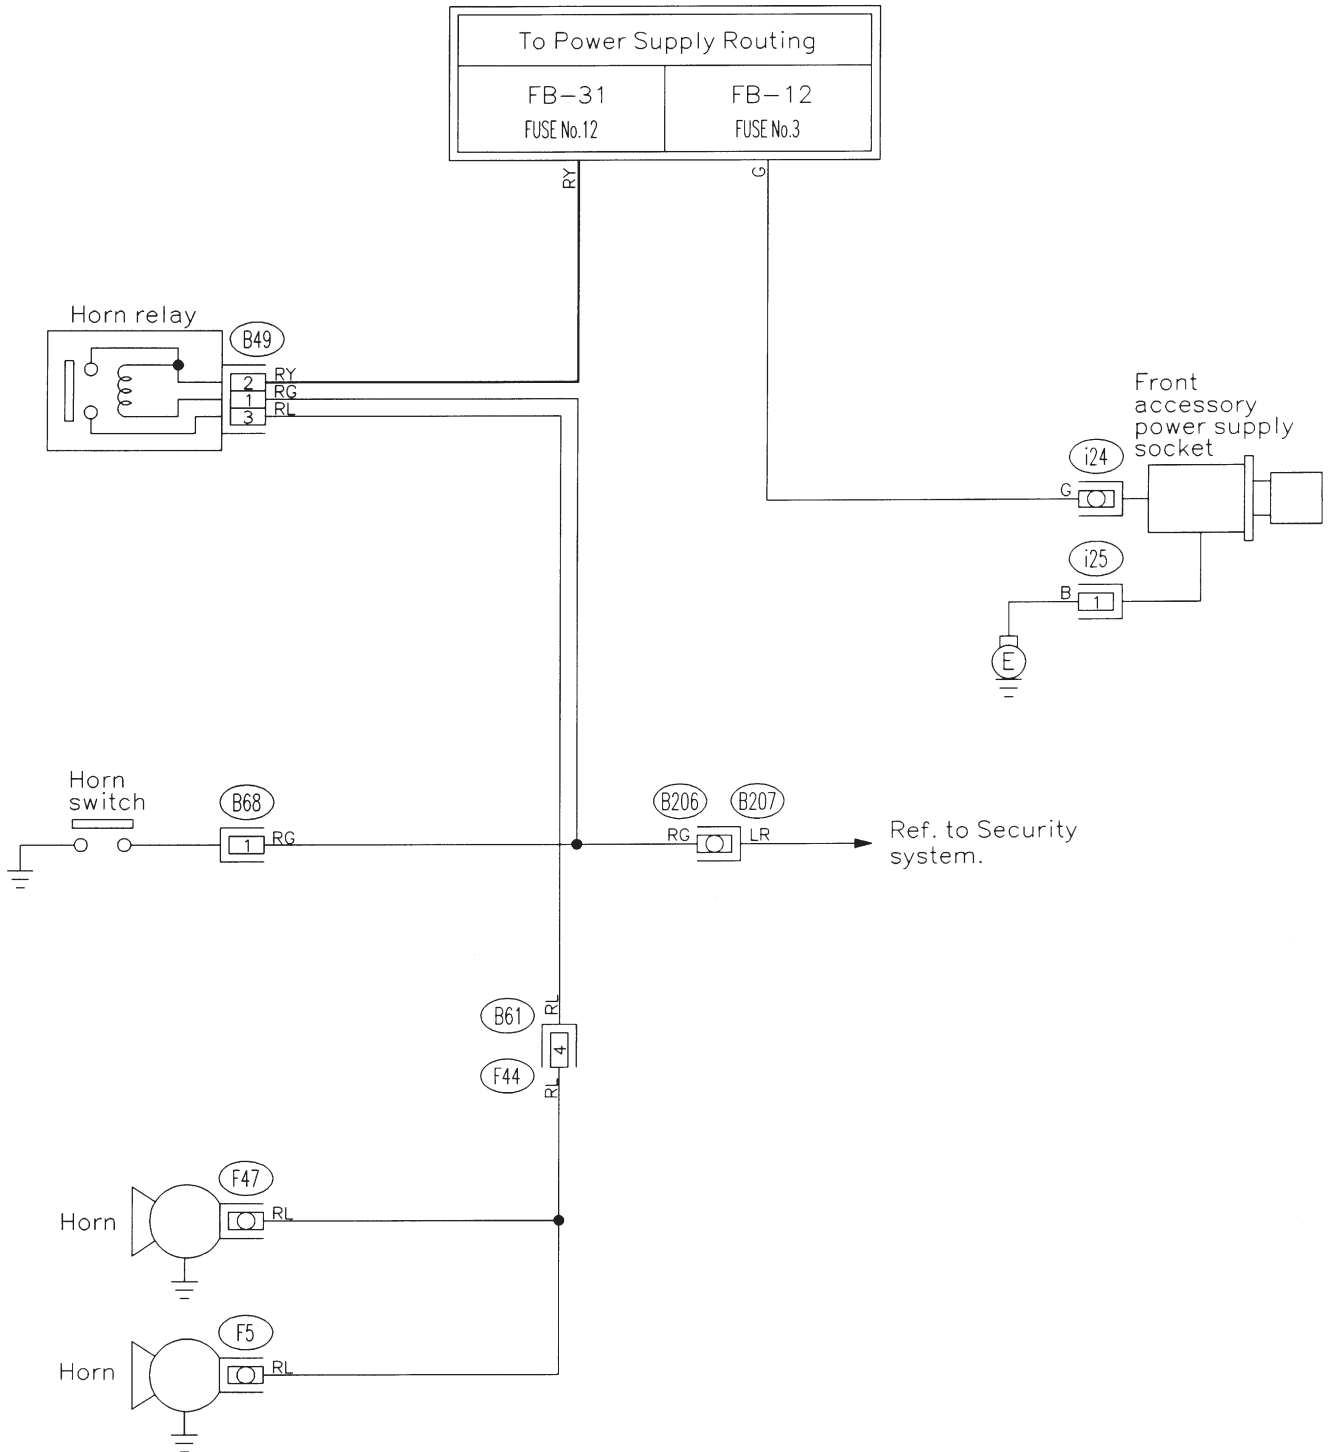 To Power Supply Routing
FB-31
FUSE No.12
FB-12
FUSE No.3
RY
G
Horn relay
B49
2
RY
1
RG
3
RL
Front
accessory
power supply
socket
i24
G
i25
B
1
E
Horn
switch
B68
1
RG
B206
B207
RG
LR
Ref. to Security
system.
B61
RL
4
F44
RL
F47
Horn
RL
F5
Horn
RL